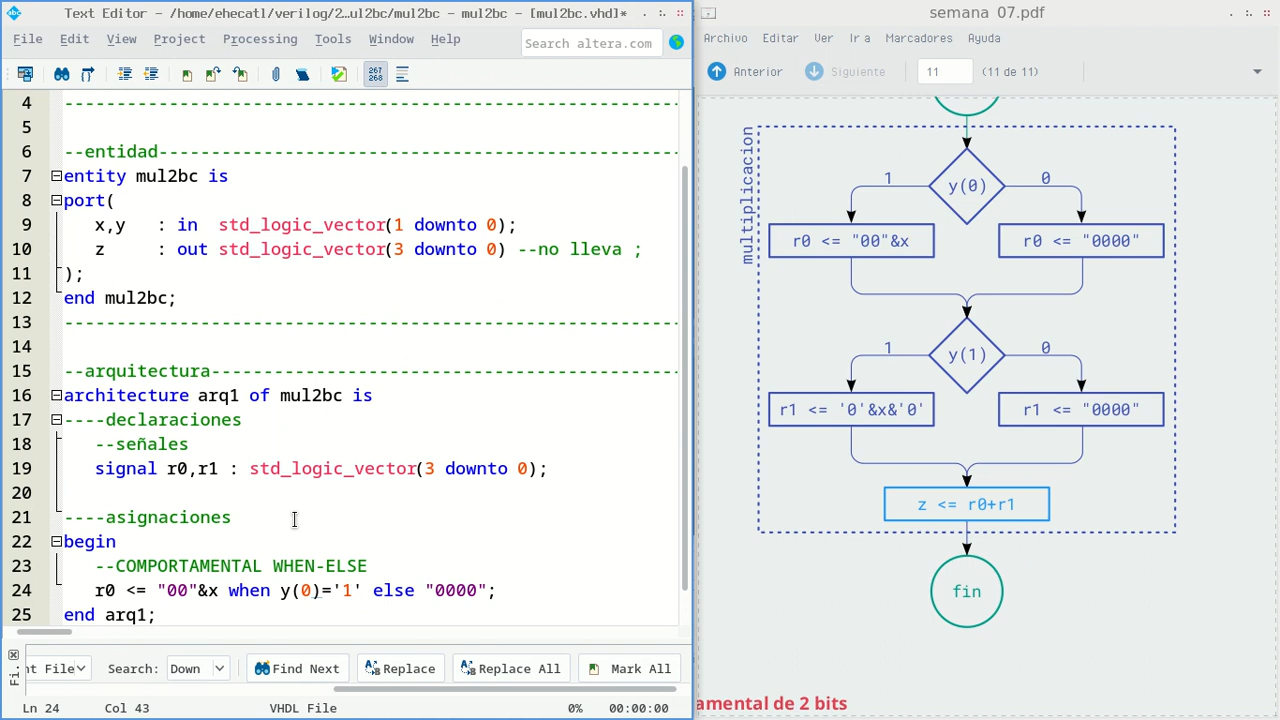 Text Editor – /home/ehecatl/verilog/2...ul2bc/mul2bc – mul2bc – [mul2bc.vhd]*
File Edit View Project Processing Tools Window Help
Search altera.com
267
268
4 --------------------------------------------------------
5
6 --entidad--------------------------------------------------
7 entity mul2bc is
8 port(
9 x,y : in std_logic_vector(1 downto 0);
10 z : out std_logic_vector(3 downto 0) --no lleva ;
11 );
12 end mul2bc;
13 --------------------------------------------------------
14
15 --arquitectura---------------------------------------------
16 architecture arq1 of mul2bc is
17 ----declaraciones
18 --señales
19 signal r0,r1 : std_logic_vector(3 downto 0);
20
21 ----asignaciones
22 begin
23 --COMPORTAMENTAL WHEN-ELSE
24 r0 <= "00"&x when y(0)='1' else "0000";
25 end arq1;
nt File Search: Down Find Next Replace Replace All Mark All
Fi.
Ln 24 Col 43 VHDL File 0% 00:00:00
semana_07.pdf
Archivo Editar Ver Ir a Marcadores Ayuda
Anterior Siguiente 11 (11 de 11)
multiplicacion
y(0)
1 0
r0 <= "00"&x r0 <= "0000"
y(1)
1 0
r1 <= '0'&x&'0' r1 <= "0000"
z <= r0+r1
fin
amental de 2 bits